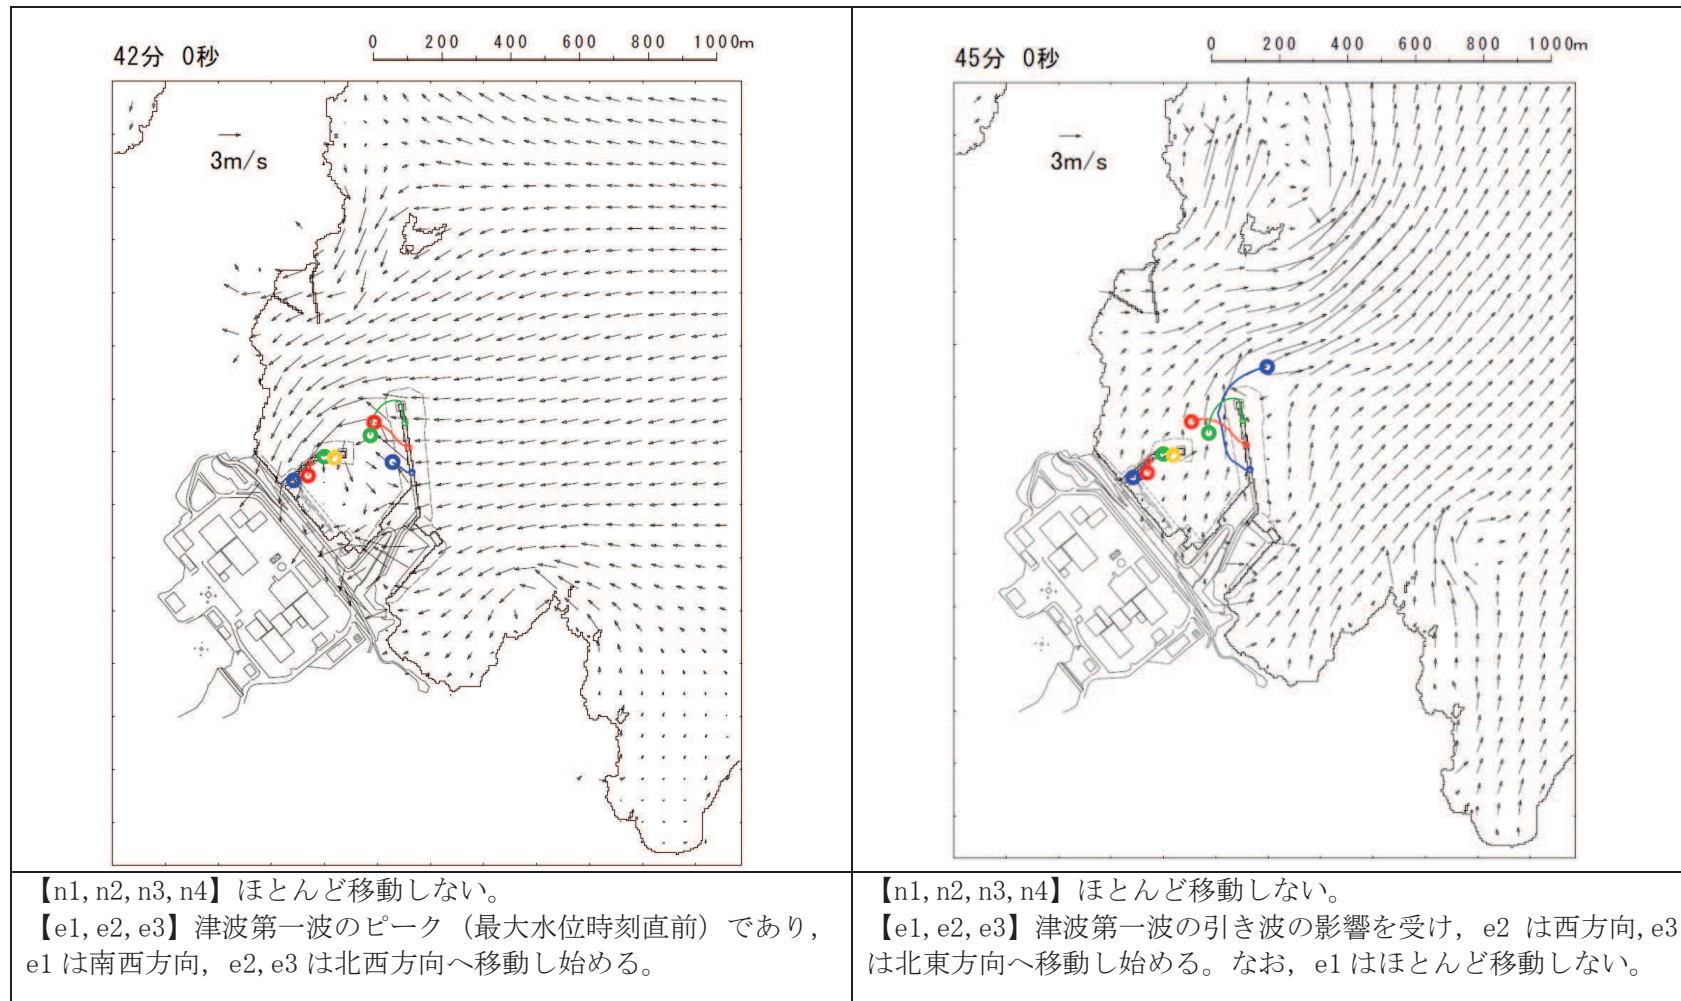 42分 0秒
0 200 400 600 800 1000m
3m/s
45分 0秒
0 200 400 600 800 1000m
3m/s
【n1,n2,n3,n4】ほとんど移動しない。
【e1,e2,e3】津波第一波のピーク（最大水位時刻直前）であり，
e1は南西方向，e2,e3は北西方向へ移動し始める。
【n1,n2,n3,n4】ほとんど移動しない。
【e1,e2,e3】津波第一波の引き波の影響を受け，e2 は西方向,e3
は北東方向へ移動し始める。なお，e1はほとんど移動しない。